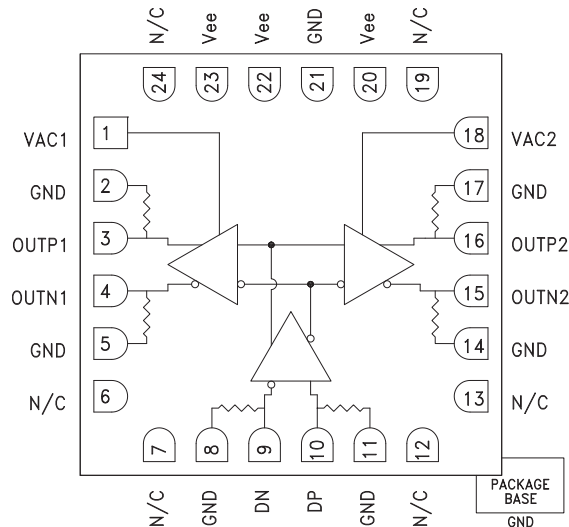 N/C Vee Vee GND Vee N/C
24 23 22 21 20 19
VAC1 1 18 VAC2
GND 2 17 GND
OUTP1 3 16 OUTP2
OUTN1 4 15 OUTN2
GND 5 14 GND
N/C 6 13 N/C
7 8 9 10 11 12
N/C GND DN DP GND N/C
PACKAGE
BASE
GND